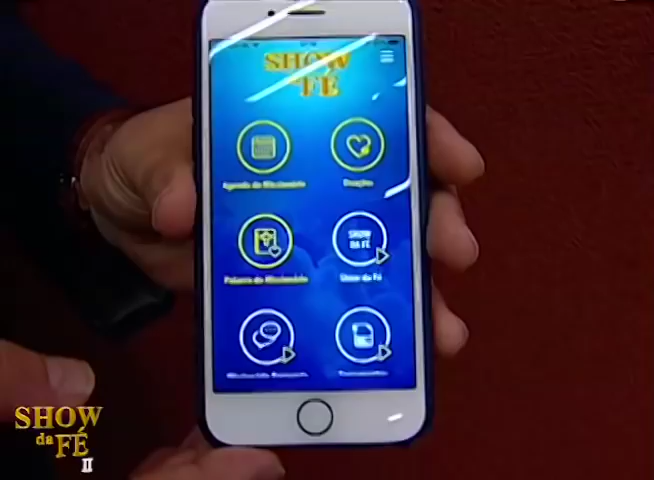 SHOW
DA FÉ
Agenda do Missionário
Doações
SHOW
DA FÉ
Palavra do Missionário
Show da Fé
SHOW
da FÉ
II